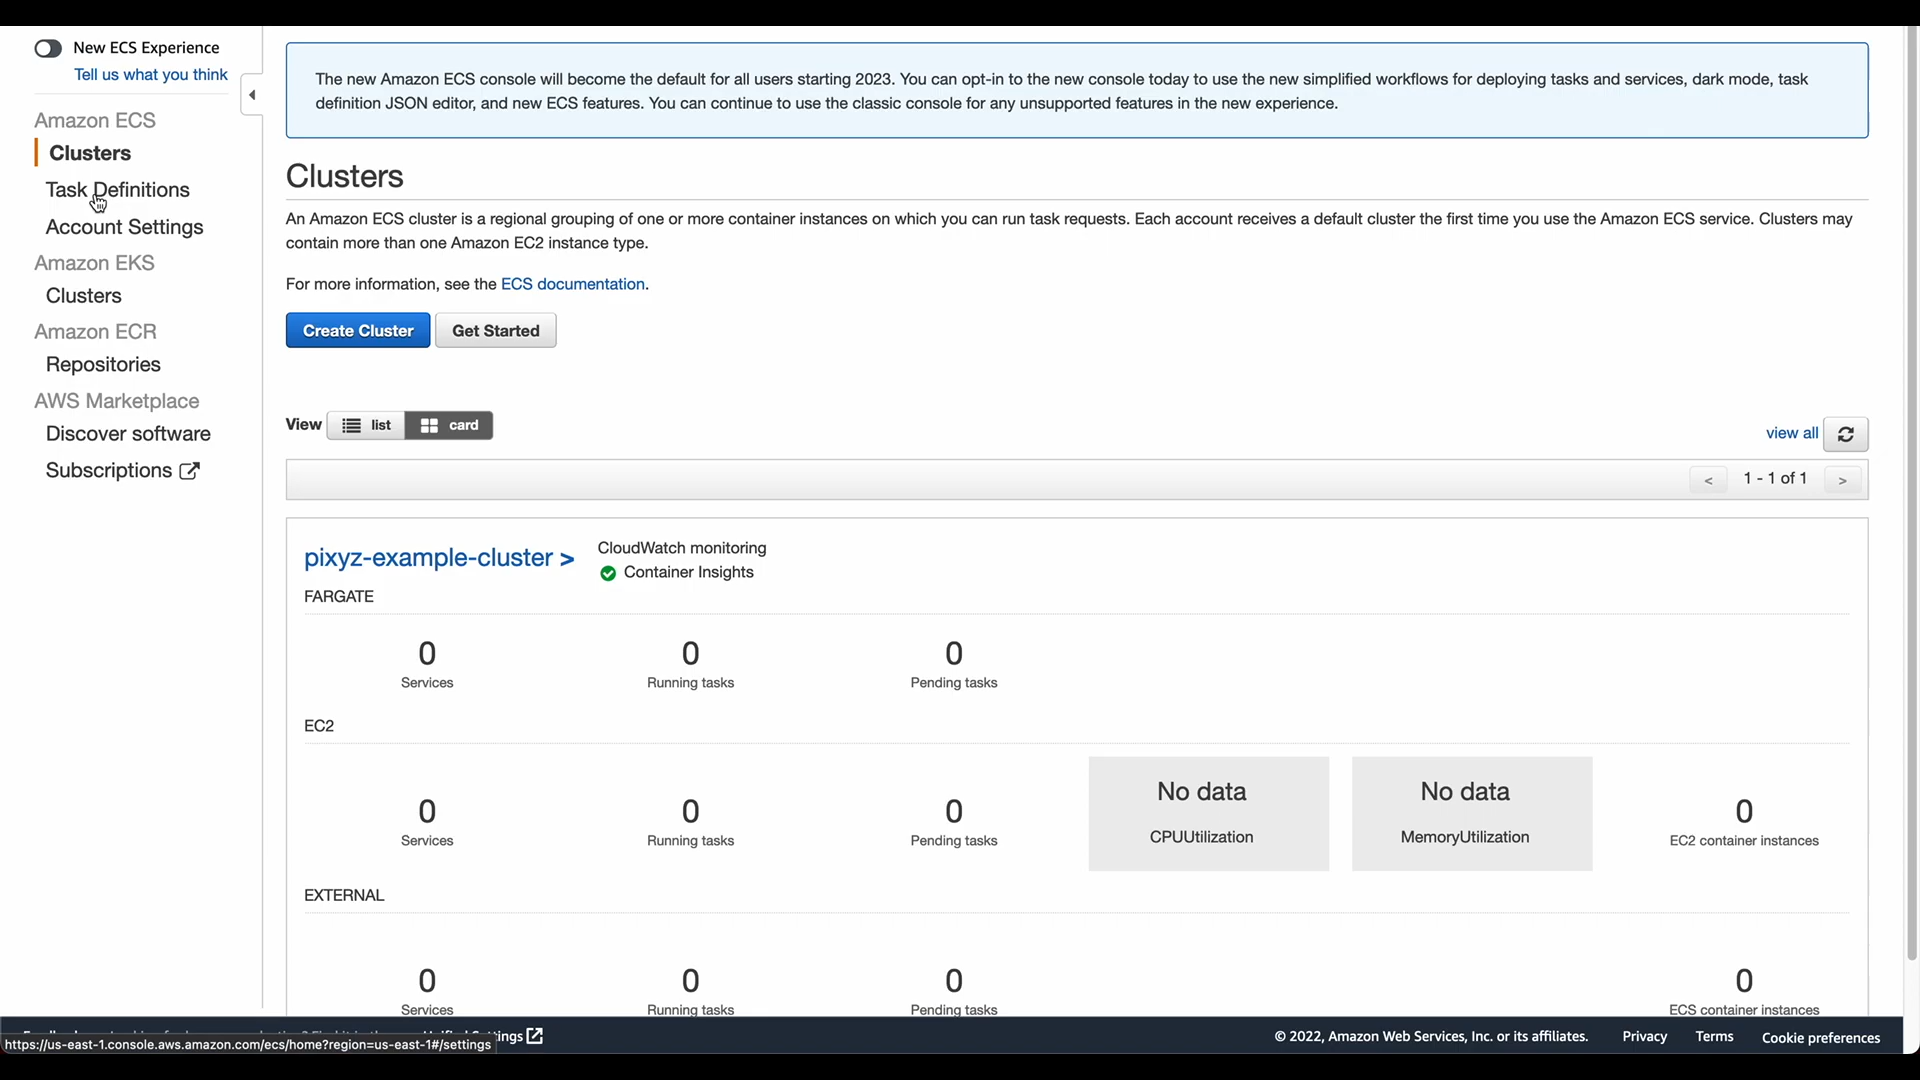 New ECS Experience
Tell us what you think
Amazon ECS
Clusters
Task Definitions
Account Settings
Amazon EKS
Clusters
Amazon ECR
Repositories
AWS Marketplace
Discover software
Subscriptions
The new Amazon ECS console will become the default for all users starting 2023. You can opt-in to the new console today to use the new simplified workflows for deploying tasks and services, dark mode, task
definition JSON editor, and new ECS features. You can continue to use the classic console for any unsupported features in the new experience.
Clusters
An Amazon ECS cluster is a regional grouping of one or more container instances on which you can run task requests. Each account receives a default cluster the first time you use the Amazon ECS service. Clusters may
contain more than one Amazon EC2 instance type.
For more information, see the ECS documentation.
Create Cluster Get Started
View list card
view all
< 1 - 1 of 1 >
pixyz-example-cluster >
CloudWatch monitoring
Container Insights
FARGATE
0 0 0
Services Running tasks Pending tasks
EC2
No data No data
0 0 0 0
CPUUtilization MemoryUtilization
Services Running tasks Pending tasks EC2 container instances
EXTERNAL
0 0 0 0
Services Running tasks Pending tasks ECS container instances
© 2022, Amazon Web Services, Inc. or its affiliates. Privacy Terms Cookie preferences
https://us-east-1.console.aws.amazon.com/ecs/home?region=us-east-1#/settings